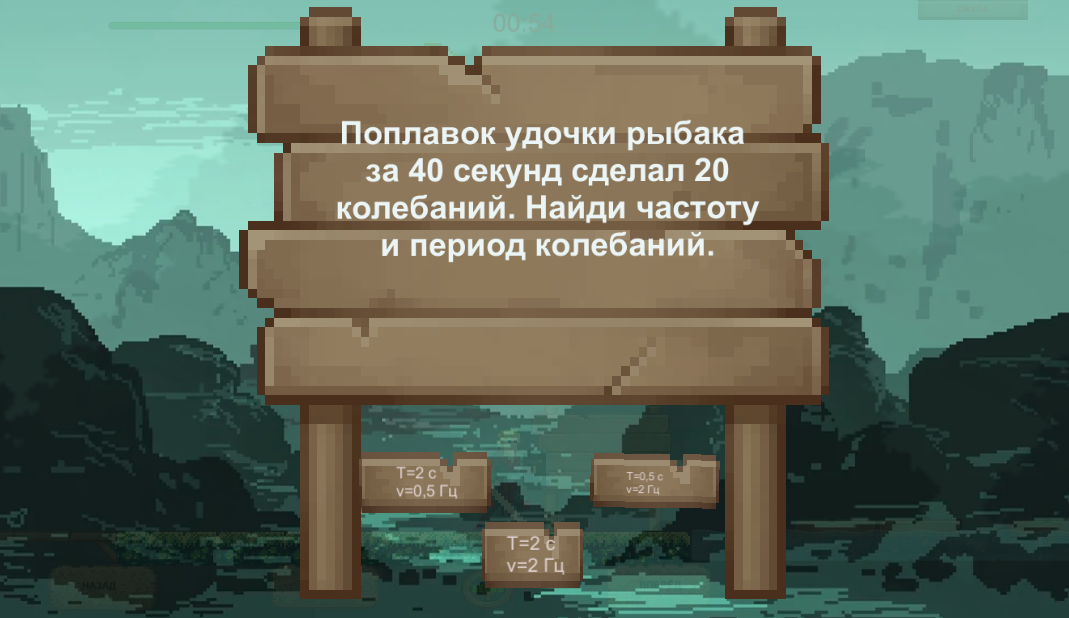 00:54
Поплавок удочки рыбака
за 40 секунд сделал 20
колебаний. Найди частоту
и период колебаний.
T=2 c
v=0,5 Гц
T=0,5 c
v=2 Гц
T=2 c
v=2 Гц
НАЗАД